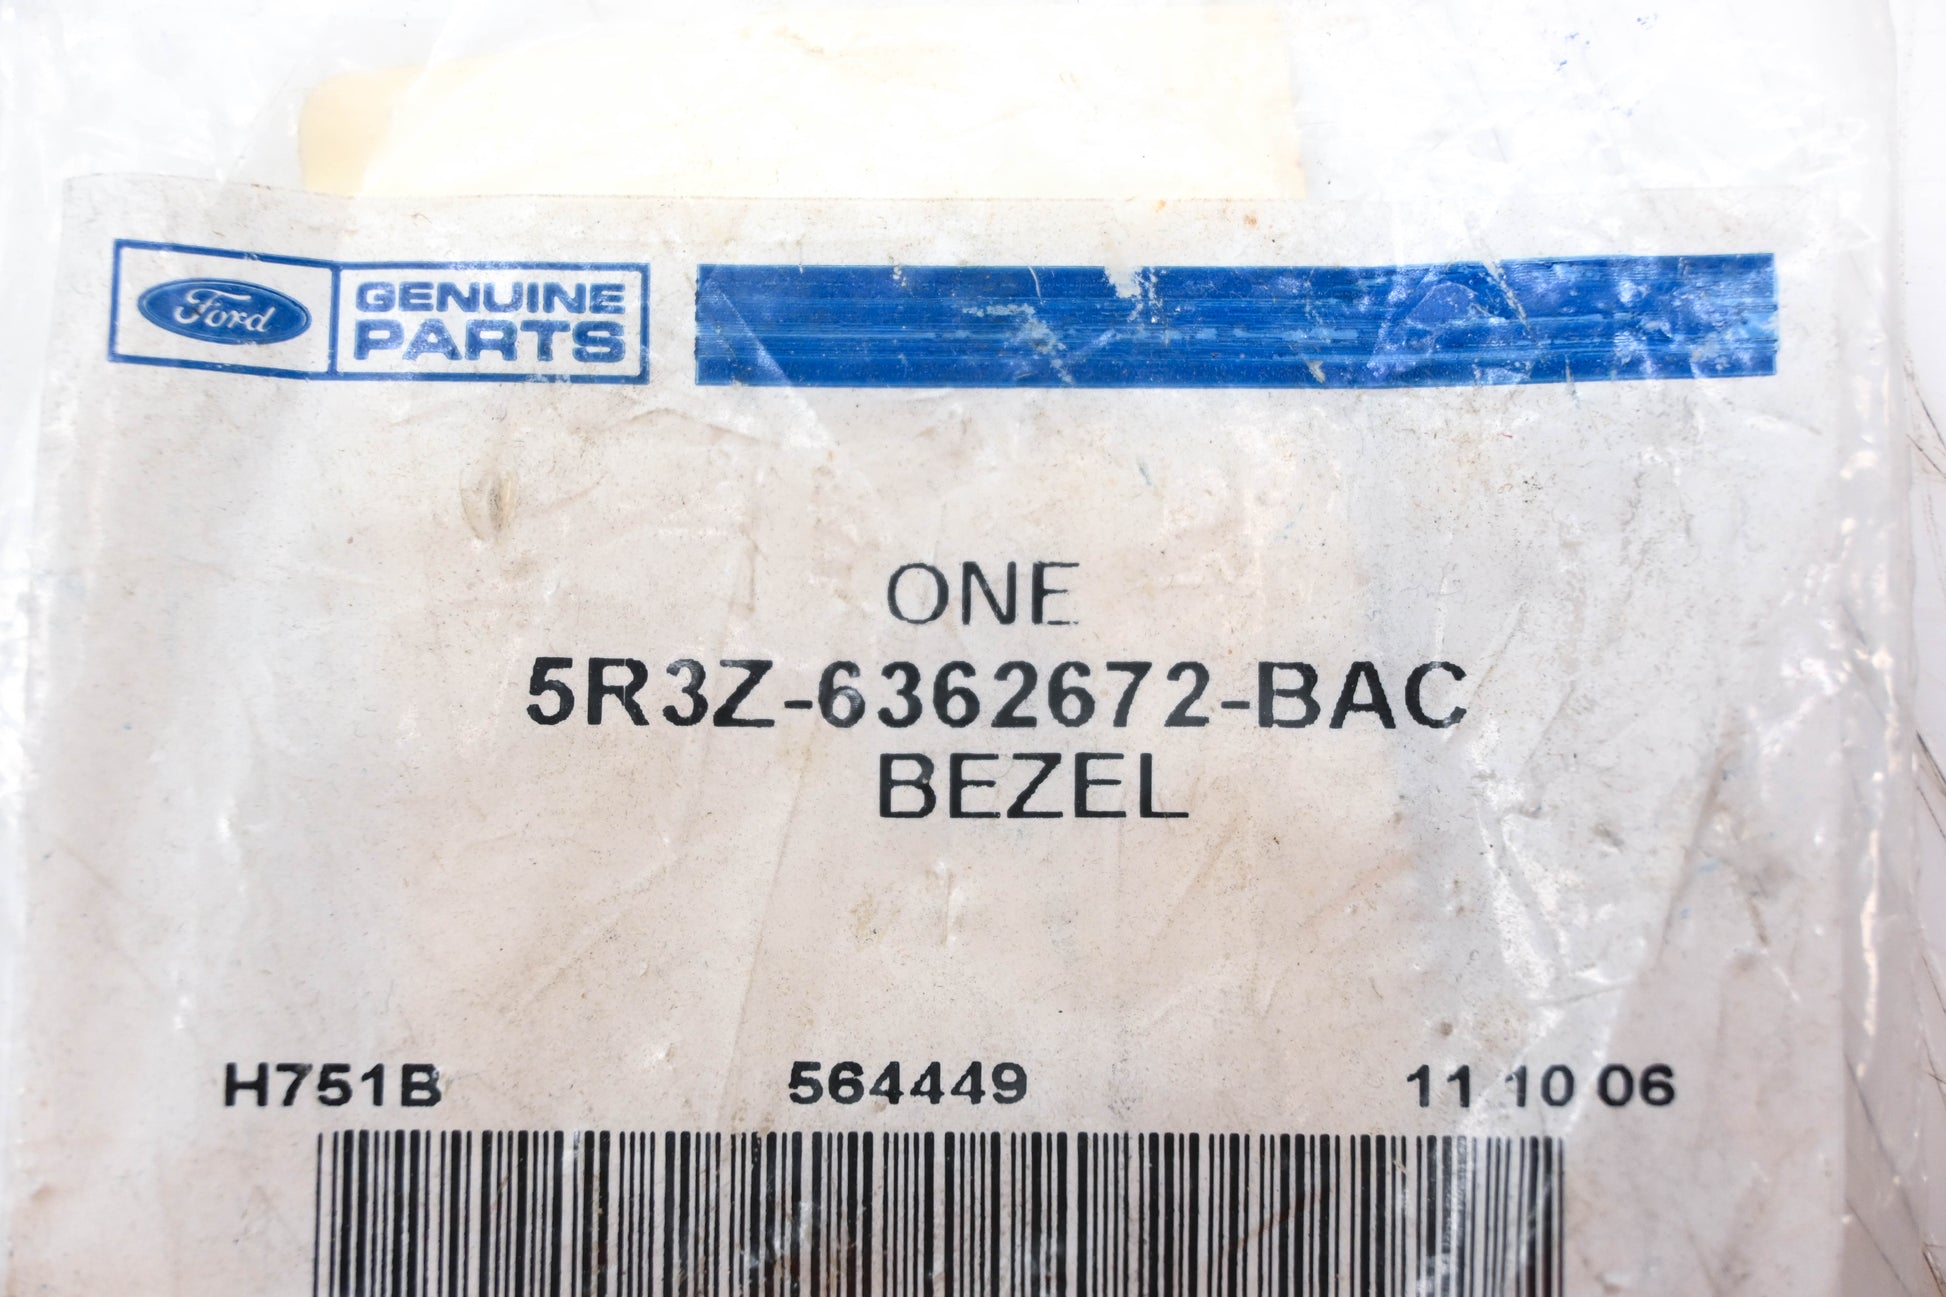 Ford GENUINE
PARTS
ONE
5R3Z-6362672-BAC
BEZEL
H751B 564449 11 10 06